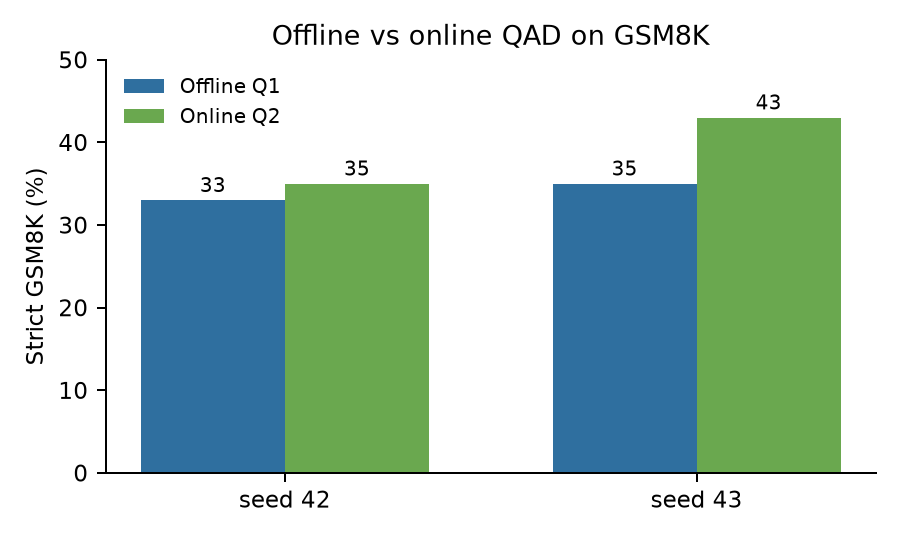 Offline vs online QAD on GSM8K
Offline Q1
Online Q2
Strict GSM8K (%)
50
40
30
20
10
0
33
35
35
43
seed 42
seed 43